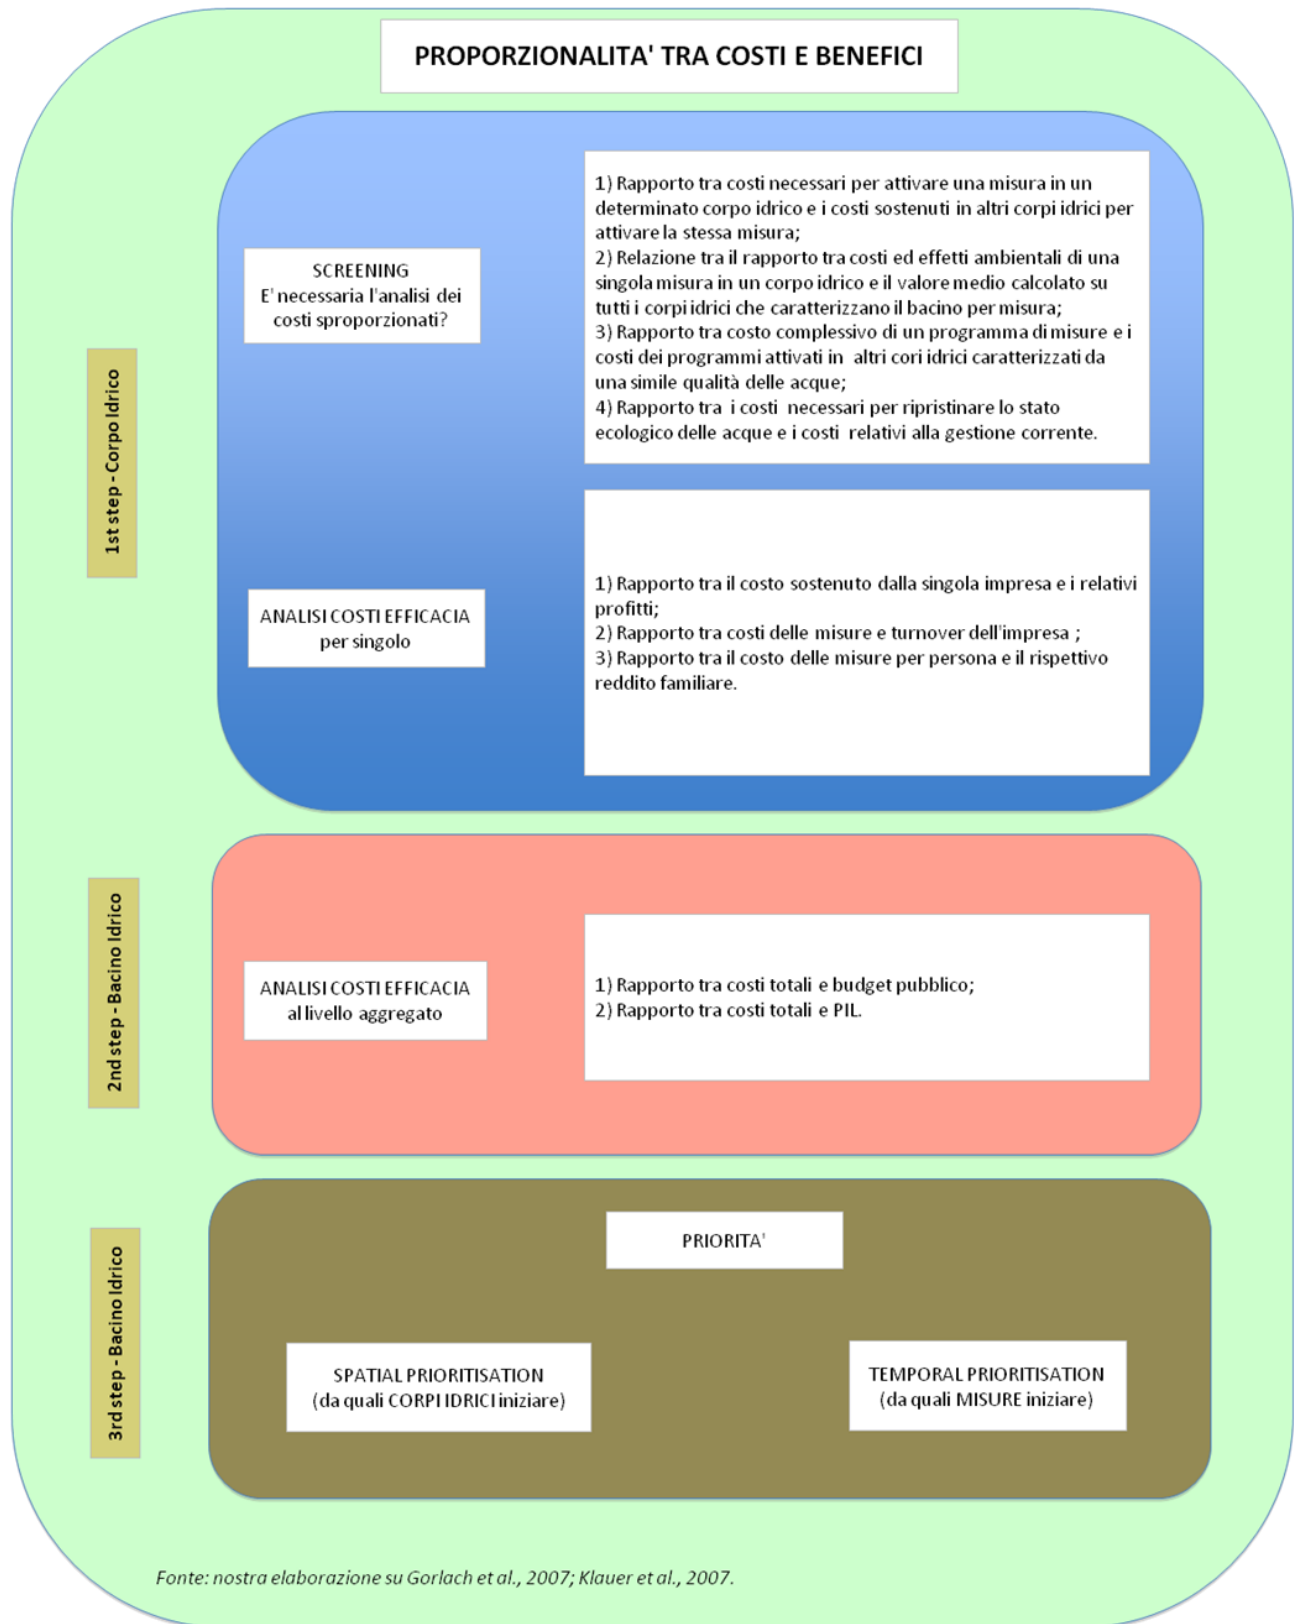 PROPORZIONALITA' TRA COSTI E BENEFICI
1st step - Corpo Idrico
SCREENING
E' necessaria l'analisi dei
costi sproporzionati?
1) Rapporto tra costi necessari per attivare una misura in un
determinato corpo idrico e i costi sostenuti in altri corpi idrici per
attivare la stessa misura;
2) Relazione tra il rapporto tra costi ed effetti ambientali di una
singola misura in un corpo idrico e il valore medio calcolato su
tutti i corpi idrici che caratterizzano il bacino per misura;
3) Rapporto tra costo complessivo di un programma di misure e i
costi dei programmi attivati in altri cori idrici caratterizzati da
una simile qualità delle acque;
4) Rapporto tra i costi necessari per ripristinare lo stato
ecologico delle acque e i costi relativi alla gestione corrente.
ANALISI COSTI EFFICACIA
per singolo
1) Rapporto tra il costo sostenuto dalla singola impresa e i relativi
profitti;
2) Rapporto tra costi delle misure e turnover dell'impresa ;
3) Rapporto tra il costo delle misure per persona e il rispettivo
reddito familiare.
2nd step - Bacino Idrico
ANALISI COSTI EFFICACIA
al livello aggregato
1) Rapporto tra costi totali e budget pubblico;
2) Rapporto tra costi totali e PIL.
3rd step - Bacino Idrico
PRIORITA'
SPATIAL PRIORITISATION
(da quali CORPI IDRICI iniziare)
TEMPORAL PRIORITISATION
(da quali MISURE iniziare)
Fonte: nostra elaborazione su Gorlach et al., 2007; Klauer et al., 2007.